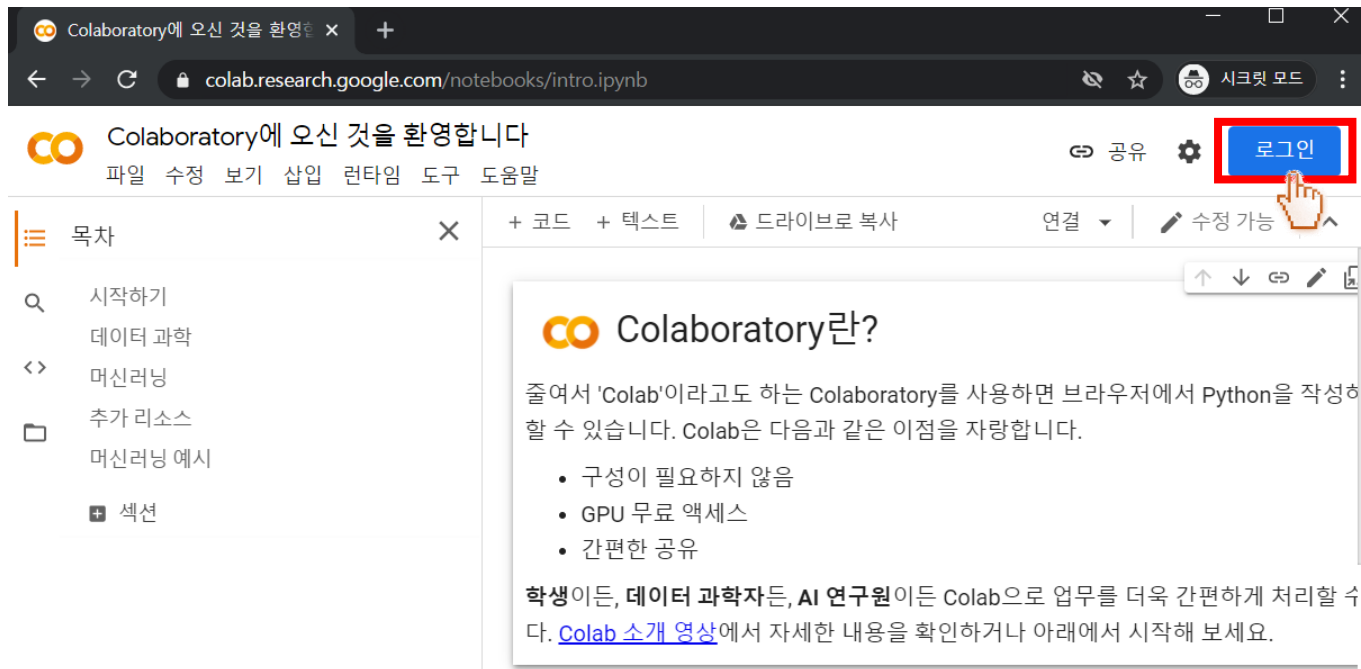 Colaboratory에 오신 것을 환영합
colab.research.google.com/notebooks/intro.ipynb
시크릿 모드
Colaboratory에 오신 것을 환영합니다
공유
로그인
파일 수정 보기 삽입 런타임 도구 도움말
목차
+ 코드 + 텍스트 드라이브로 복사 연결 수정 가능
시작하기
데이터 과학
머신러닝
추가 리소스
머신러닝 예시
섹션
CO Colaboratory란?
줄여서 'Colab'이라고도 하는 Colaboratory를 사용하면 브라우저에서 Python을 작성하
할 수 있습니다. Colab은 다음과 같은 이점을 자랑합니다.
• 구성이 필요하지 않음
• GPU 무료 액세스
• 간편한 공유
학생이든, 데이터 과학자든, AI 연구원이든 Colab으로 업무를 더욱 간편하게 처리할 수
다. Colab 소개 영상에서 자세한 내용을 확인하거나 아래에서 시작해 보세요.